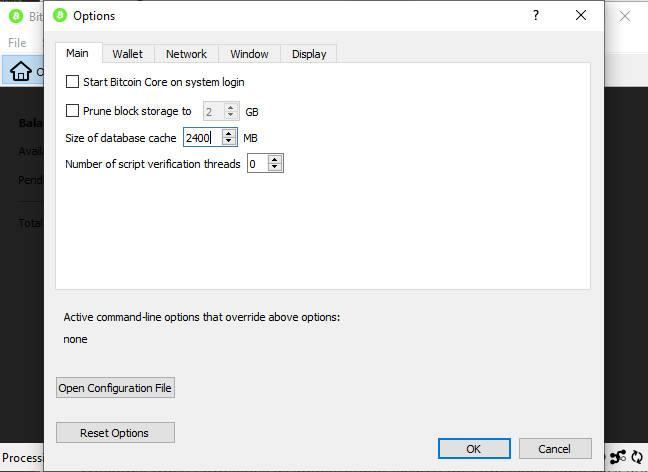 Bit
Options
?
File
Main
Wallet
Network
Window
Display
Start Bitcoin Core on system login
Prune block storage to 2 GB
Size of database cache 2400 MB
Number of script verification threads 0
Bala
Availa
Pend
Total
Active command-line options that override above options:
none
Open Configuration File
Reset Options
OK
Cancel
Processi